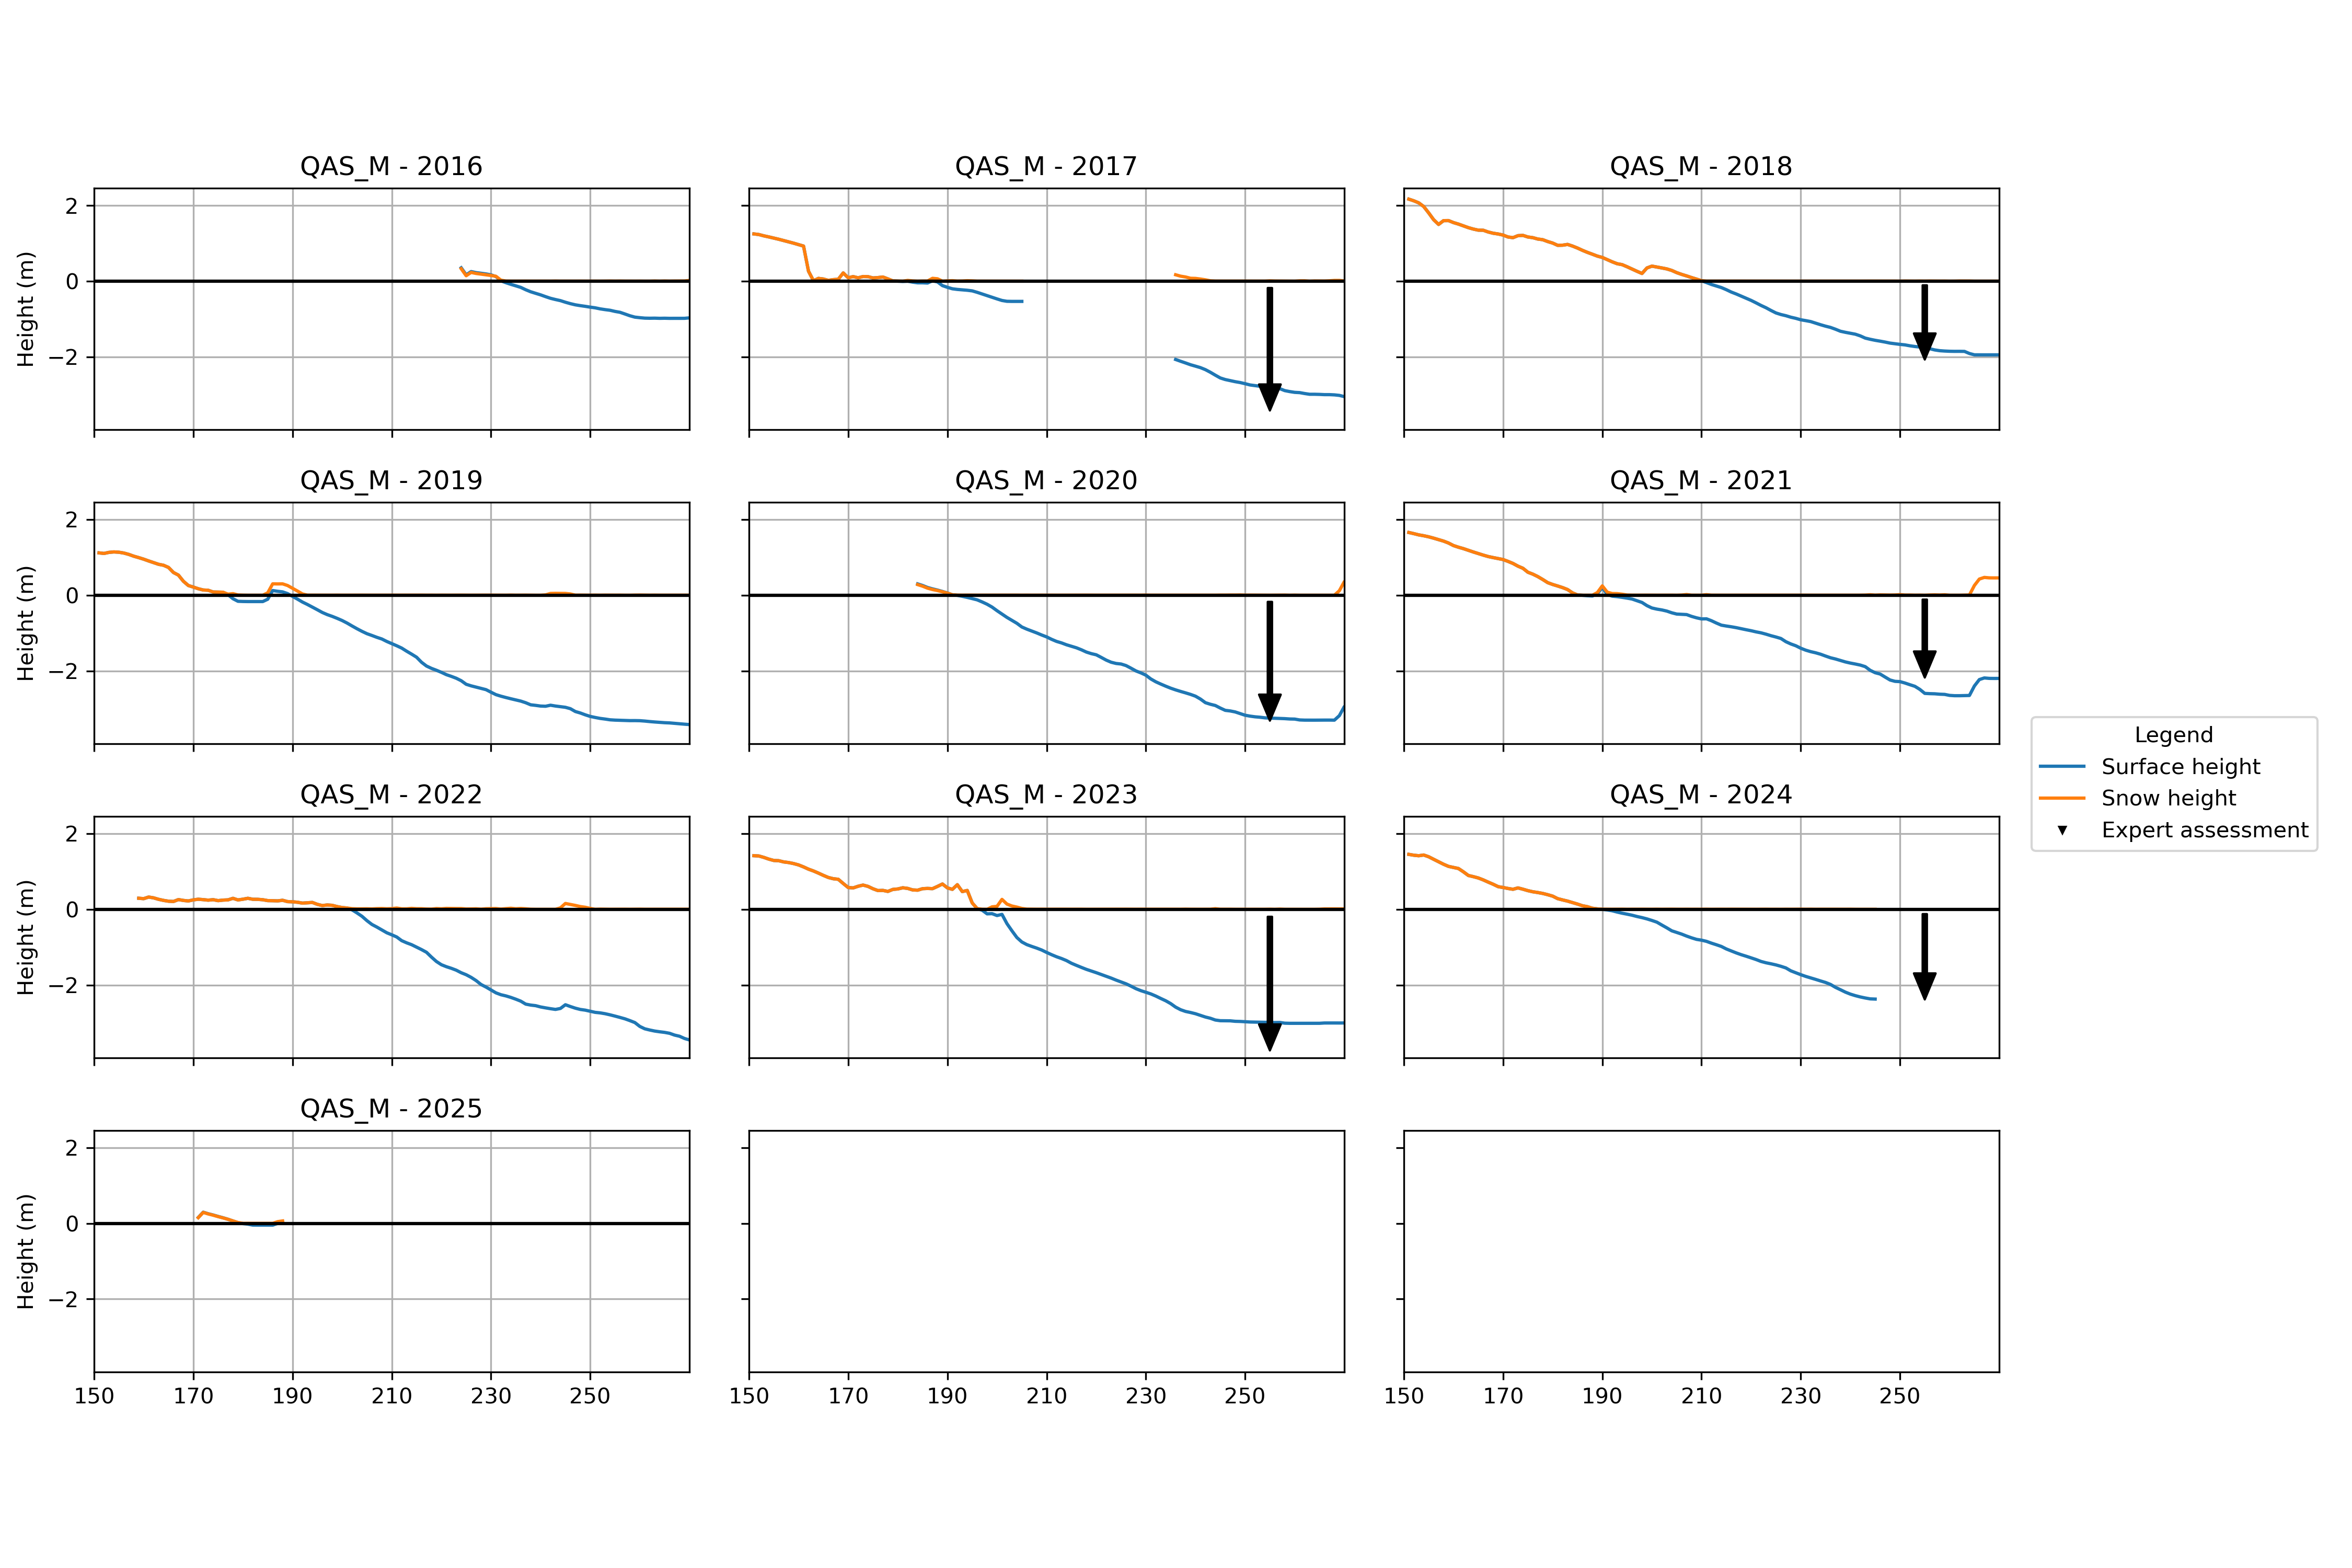 QAS_M - 2016
QAS_M - 2017
QAS_M - 2018
2
0
−2
Height (m)
QAS_M - 2019
QAS_M - 2020
QAS_M - 2021
2
0
−2
Height (m)
Legend
Surface height
Snow height
Expert assessment
QAS_M - 2022
QAS_M - 2023
QAS_M - 2024
2
0
−2
Height (m)
QAS_M - 2025
2
0
−2
Height (m)
150 170 190 210 230 250
150 170 190 210 230 250
150 170 190 210 230 250